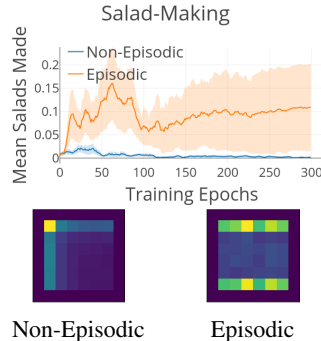 Salad-Making
Mean Salads Made
0.2
0.15
0.1
0.05
0
Non-Episodic
Episodic
0 50 100 150 200 250 300
Training Epochs
Non-Episodic Episodic